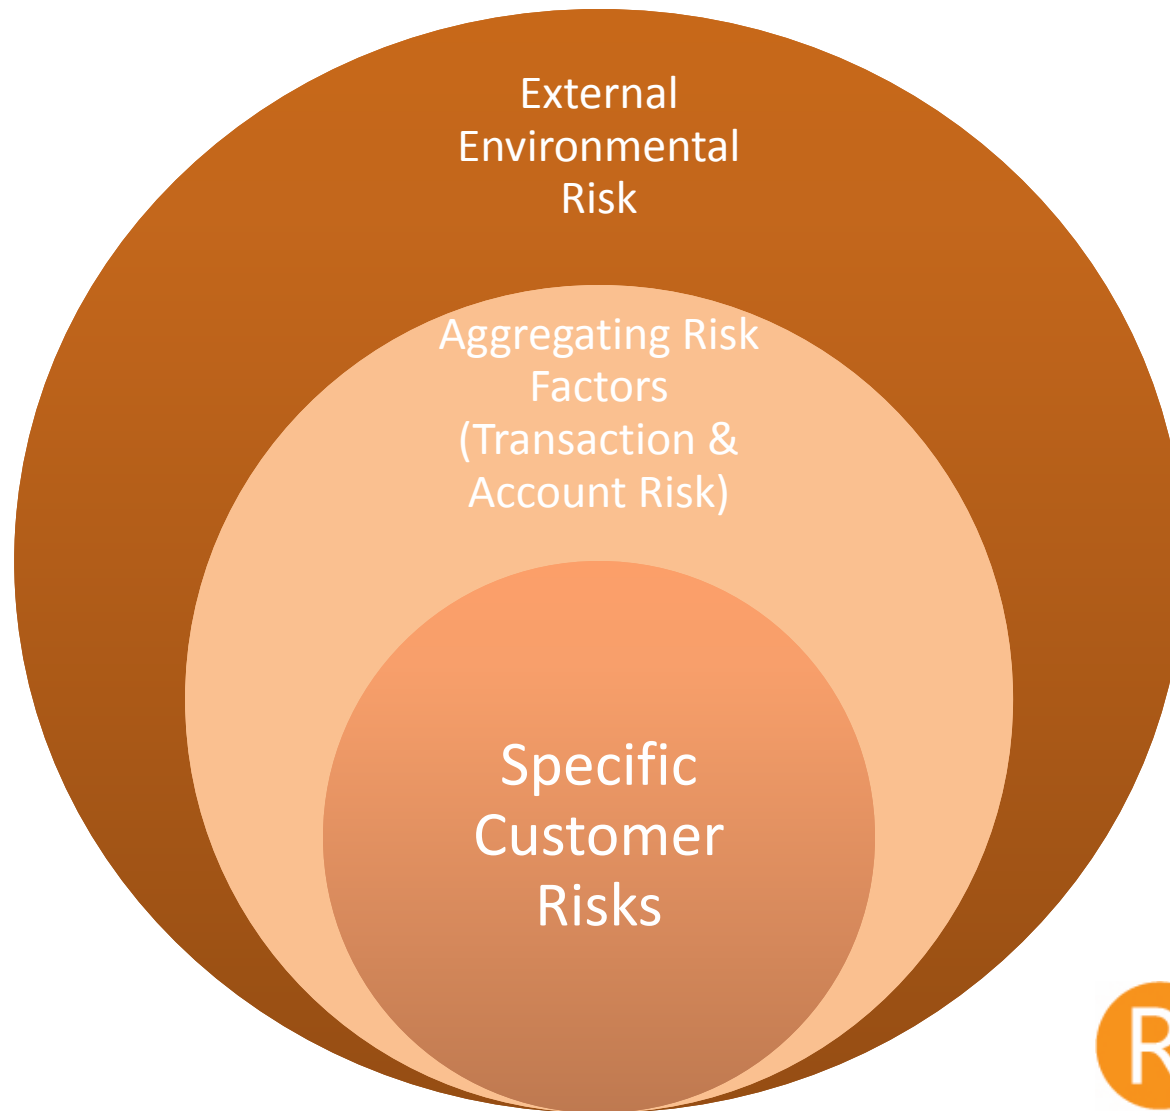 External
Environmental
Risk
Aggregating Risk
Factors
(Transaction &
Account Risk)
Specific
Customer
Risks
R